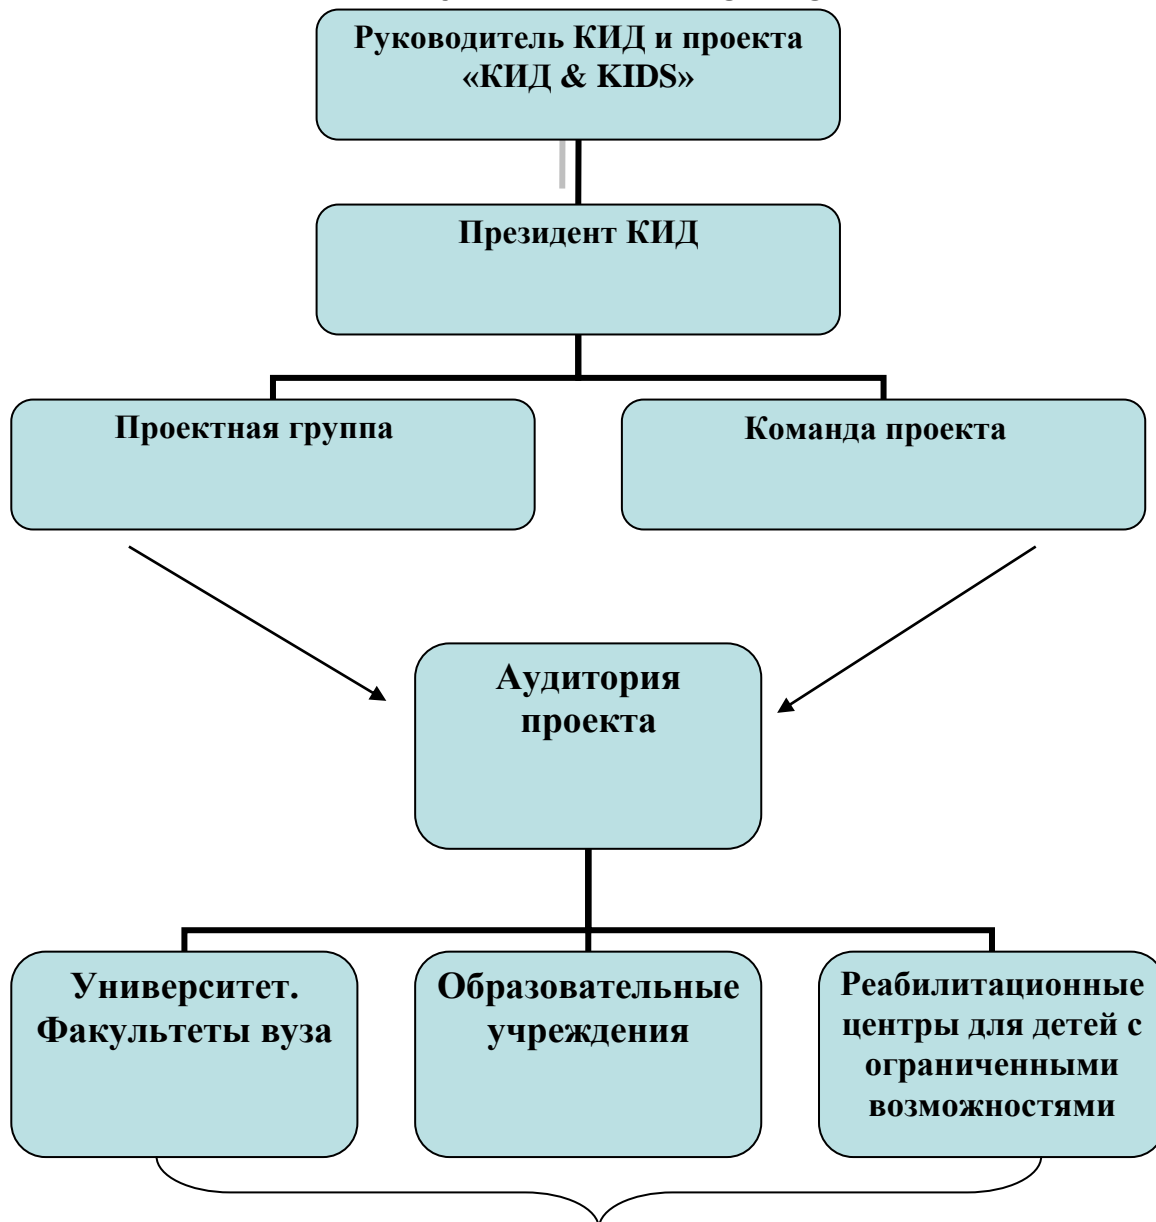 Руководитель КИД и проекта
«КИД & KIDS»
Президент КИД
Проектная группа
Команда проекта
Аудитория
проекта
Университет.
Факультеты вуза
Образовательные
учреждения
Реабилитационные
центры для детей с
ограниченными
возможностями